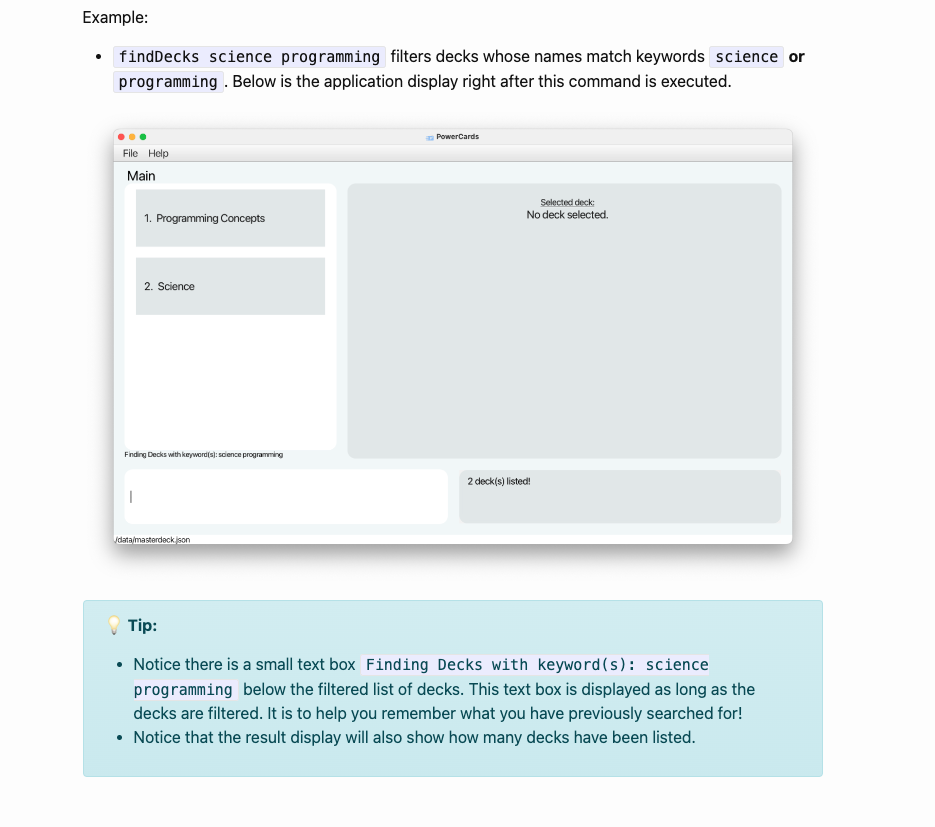 Example:
findDecks science programming filters decks whose names match keywords science or
programming . Below is the application display right after this command is executed.
PowerCards
File Help
Main
1. Programming Concepts
2. Science
Selected deck:
No deck selected.
Finding Decks with keyword(s): science programming
2 deck(s) listed!
./data/masterdeck.json
Tip:
Notice there is a small text box Finding Decks with keyword(s): science
programming below the filtered list of decks. This text box is displayed as long as the
decks are filtered. It is to help you remember what you have previously searched for!
Notice that the result display will also show how many decks have been listed.